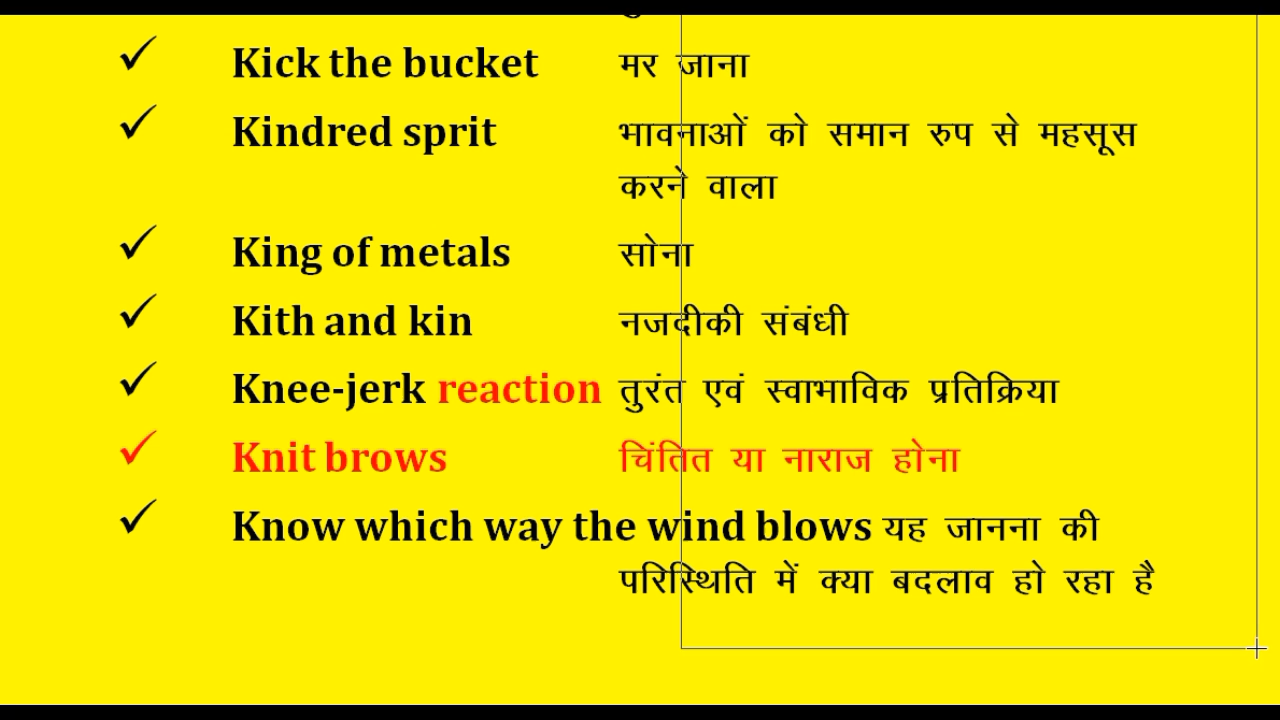 ✓ Kick the bucket मर जाना
✓ Kindred sprit भावनाओं को समान रुप से महसूस
करने वाला
✓ King of metals सोना
✓ Kith and kin नजदीकी संबंधी
✓ Knee-jerk reaction तुरंत एवं स्वाभाविक प्रतिक्रिया
✓ Knit brows चिंतित या नाराज होना
✓ Know which way the wind blows यह जानना की
परिस्थिति में क्या बदलाव हो रहा है